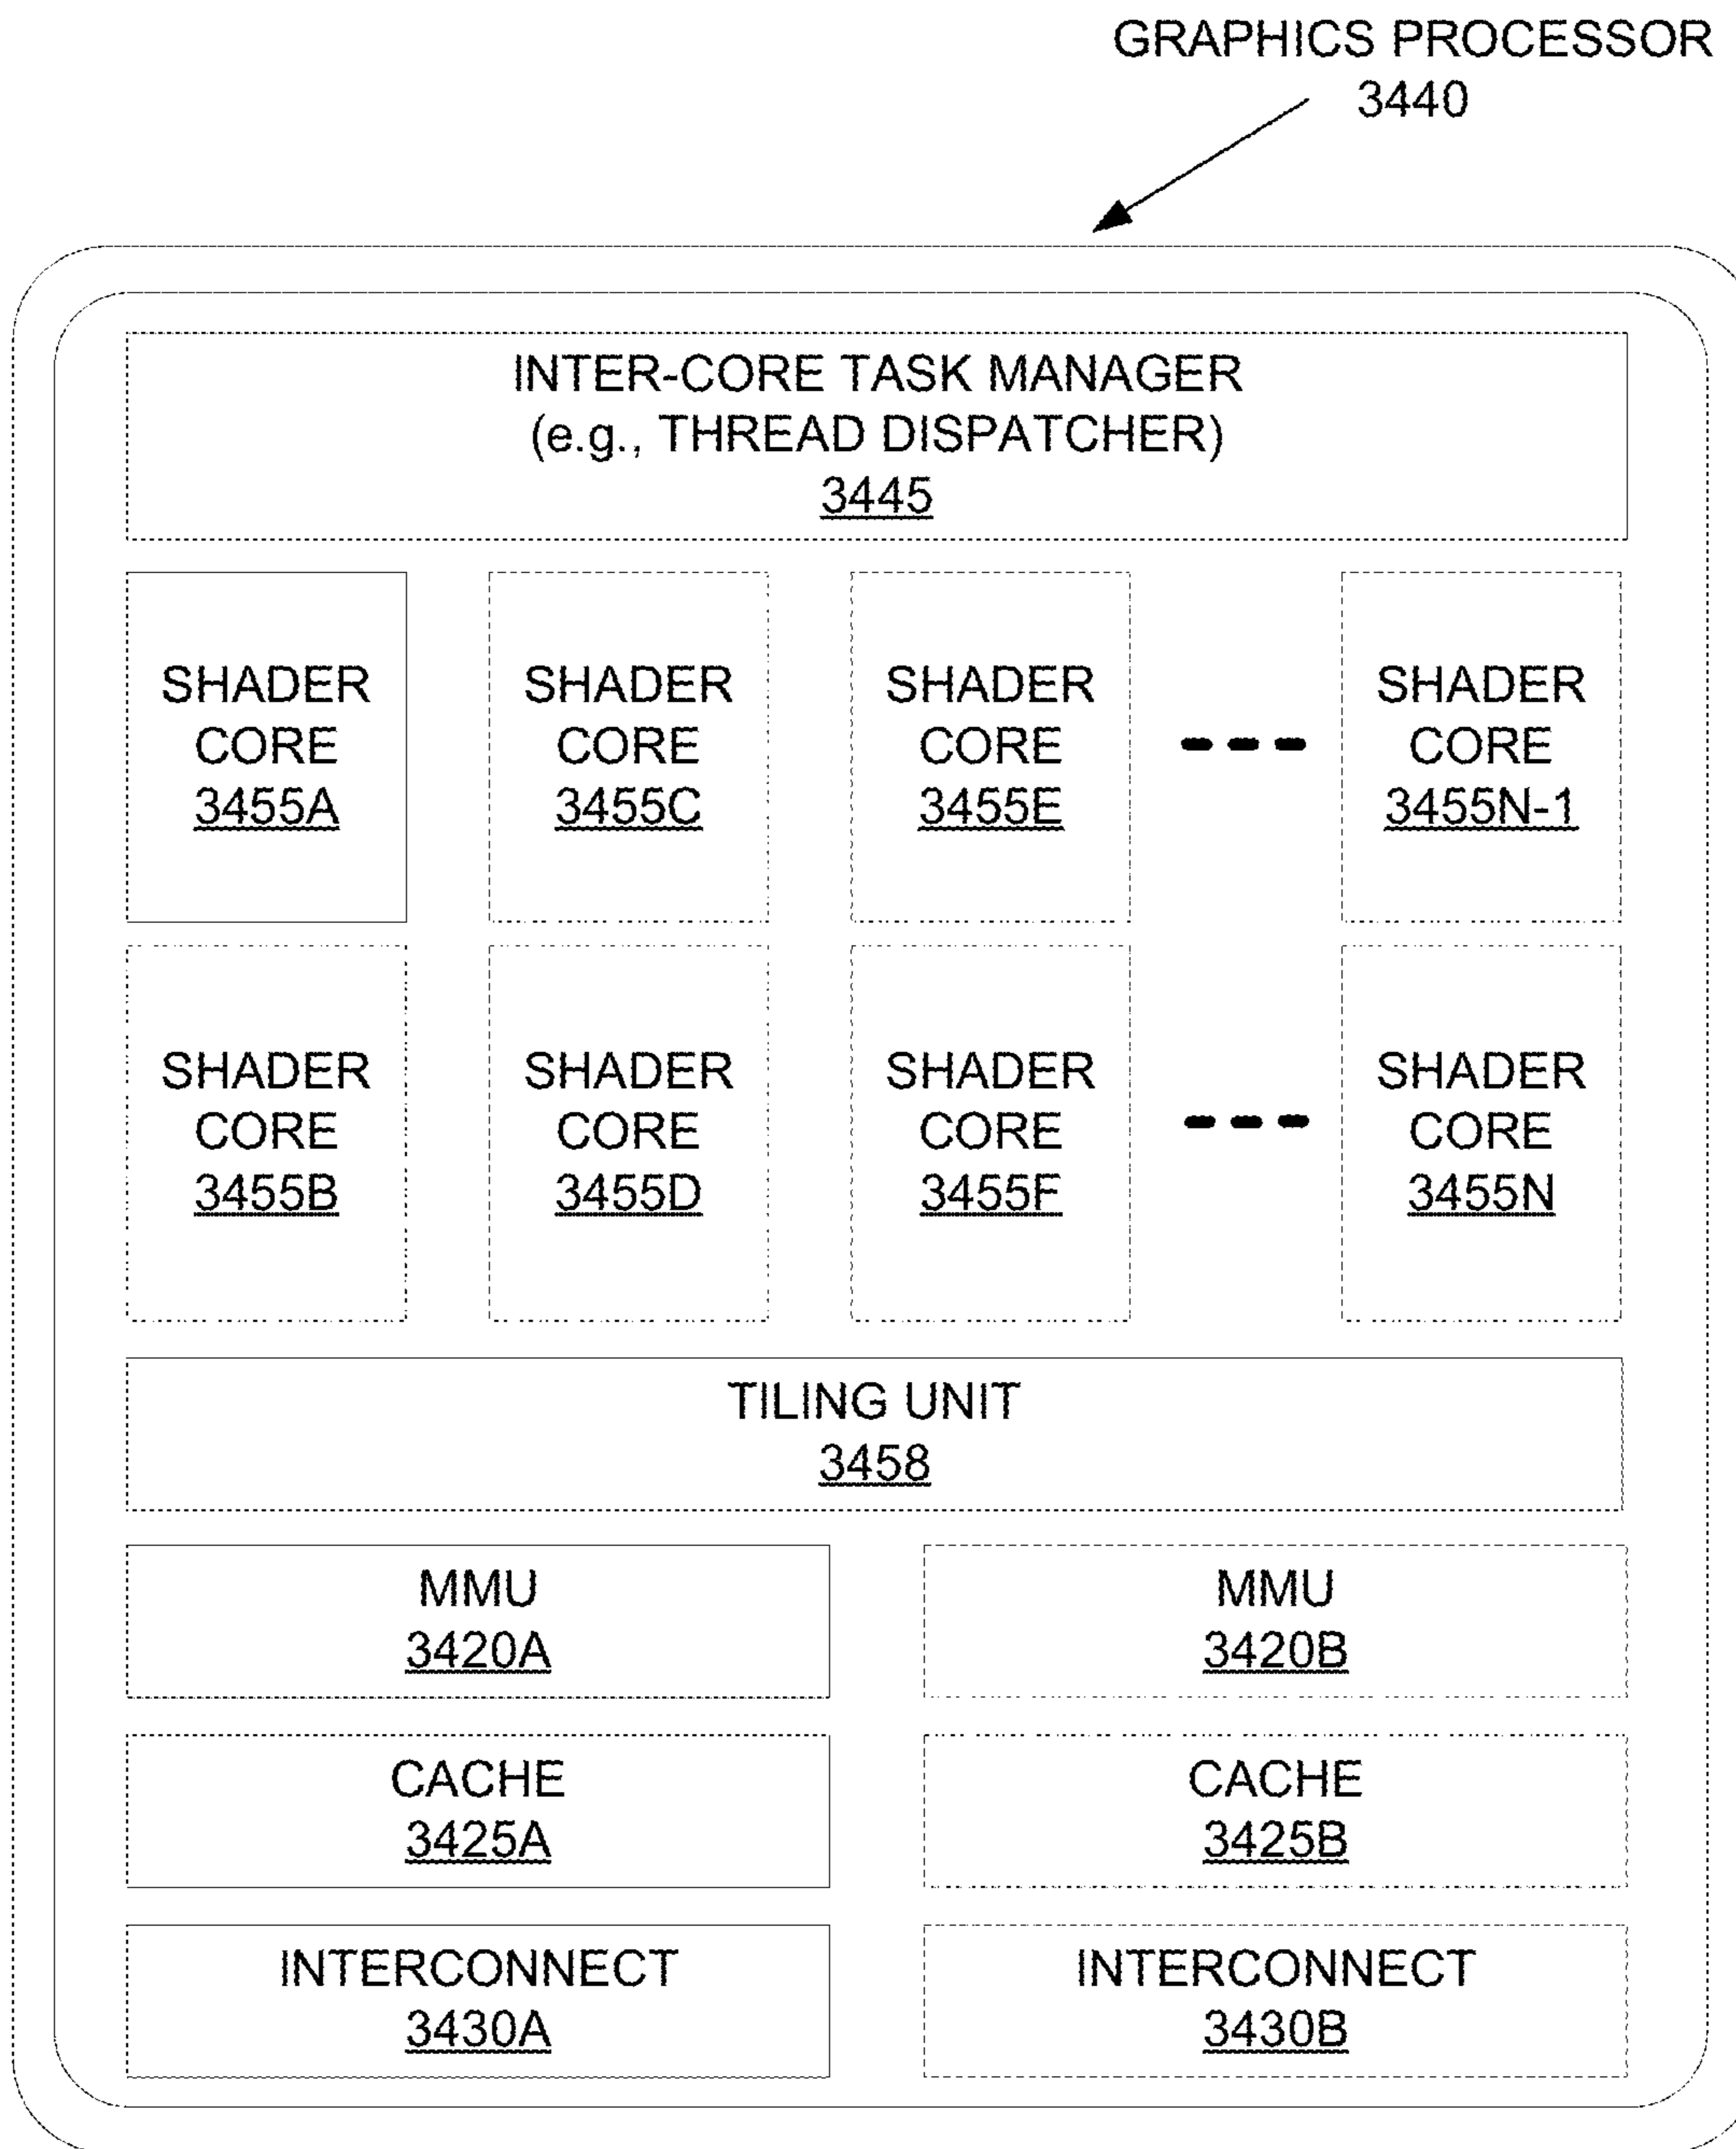 GRAPHICS PROCESSOR
3440
INTER-CORE TASK MANAGER
(e.g., THREAD DISPATCHER)
3445
SHADER
CORE
3455A
SHADER
CORE
3455C
SHADER
CORE
3455E
SHADER
CORE
3455N-1
SHADER
CORE
3455B
SHADER
CORE
3455D
SHADER
CORE
3455F
SHADER
CORE
3455N
TILING UNIT
3458
MMU
3420A
MMU
3420B
CACHE
3425A
CACHE
3425B
INTERCONNECT
3430A
INTERCONNECT
3430B